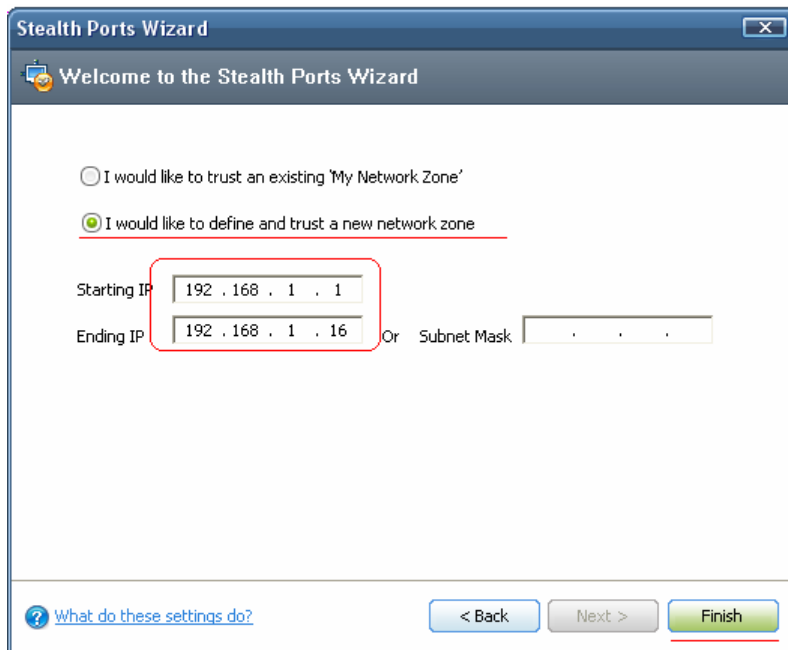 Stealth Ports Wizard
Welcome to the Stealth Ports Wizard
I would like to trust an existing 'My Network Zone'
I would like to define and trust a new network zone
Starting IP 192 . 168 . 1 . 1
Ending IP 192 . 168 . 1 . 16 Or Subnet Mask . . .
What do these settings do? < Back Next > Finish